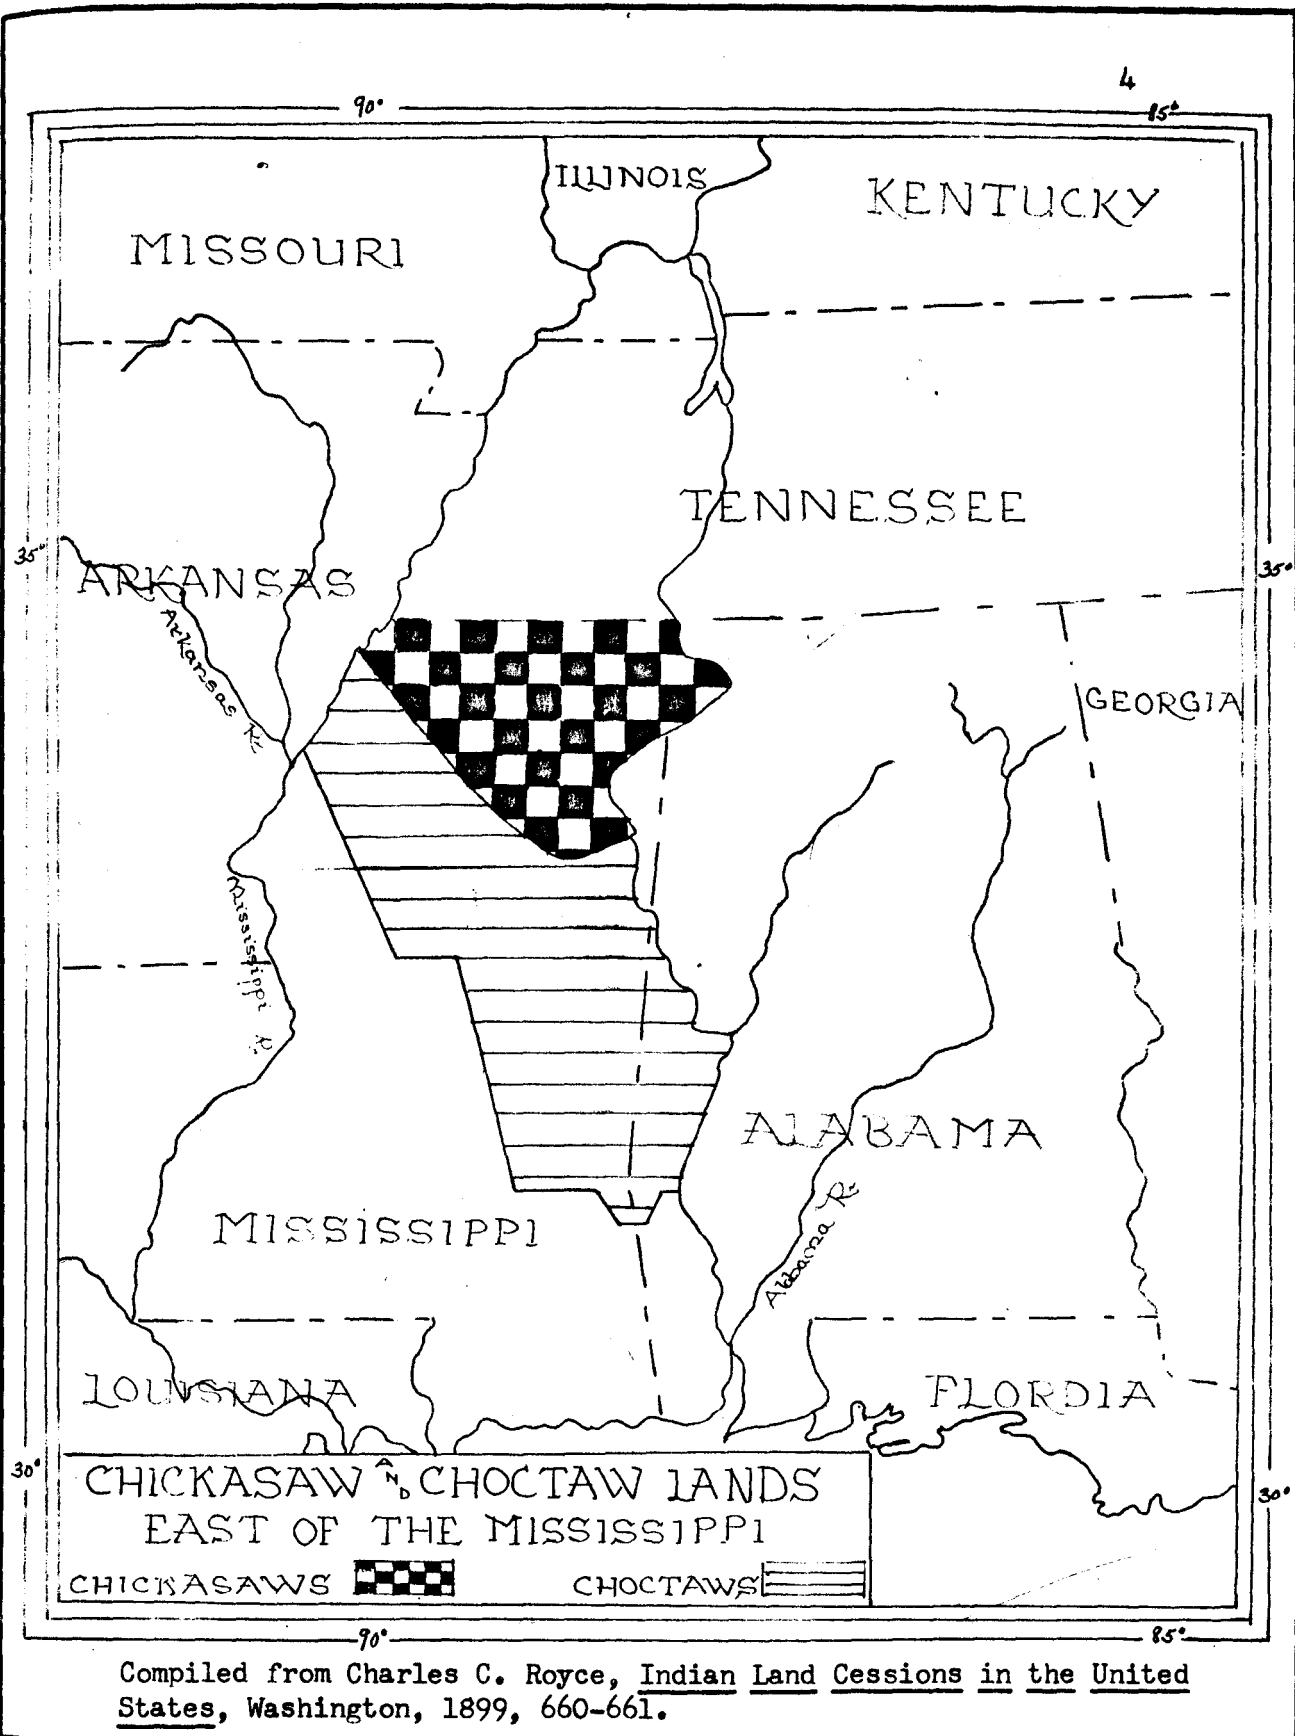 4
90°
85°
ILLINOIS
KENTUCKY
MISSOURI
TENNESSEE
35°
35°
ARKANSAS
Arkansas R.
GEORGIA
Mississippi R.
ALABAMA
Alabama R.
MISSISSIPPI
LOUISIANA
FLORDIA
30°
30°
CHICKASAW AND CHOCTAW LANDS
EAST OF THE MISSISSIPPI
CHICKASAWS CHOCTAWS
90°
85°
Compiled from Charles C. Royce, Indian Land Cessions in the United
States, Washington, 1899, 660-661.